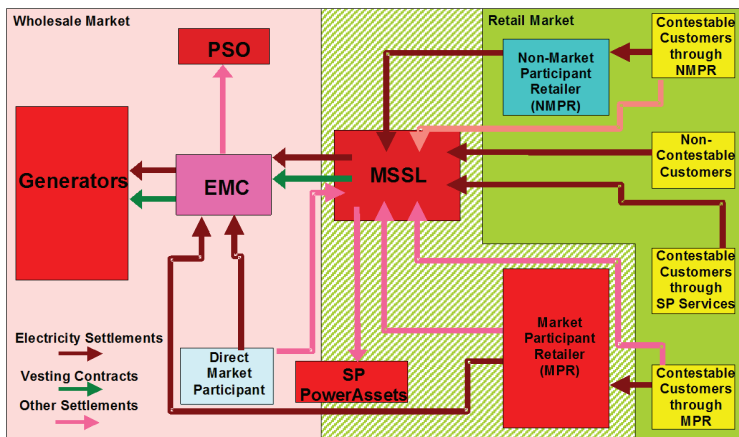 Wholesale Market
Retail Market
PSO
Non-Market
Participant
Retailer
(NMPR)
Contestable
Customers
through
NMPR
Generators
EMC
MSSL
Non-
Contestable
Customers
Contestable
Customers
through
SP Services
Electricity Settlements
Vesting Contracts
Other Settlements
Direct
Market
Participant
SP
PowerAssets
Market
Participant
Retailer
(MPR)
Contestable
Customers
through
MPR